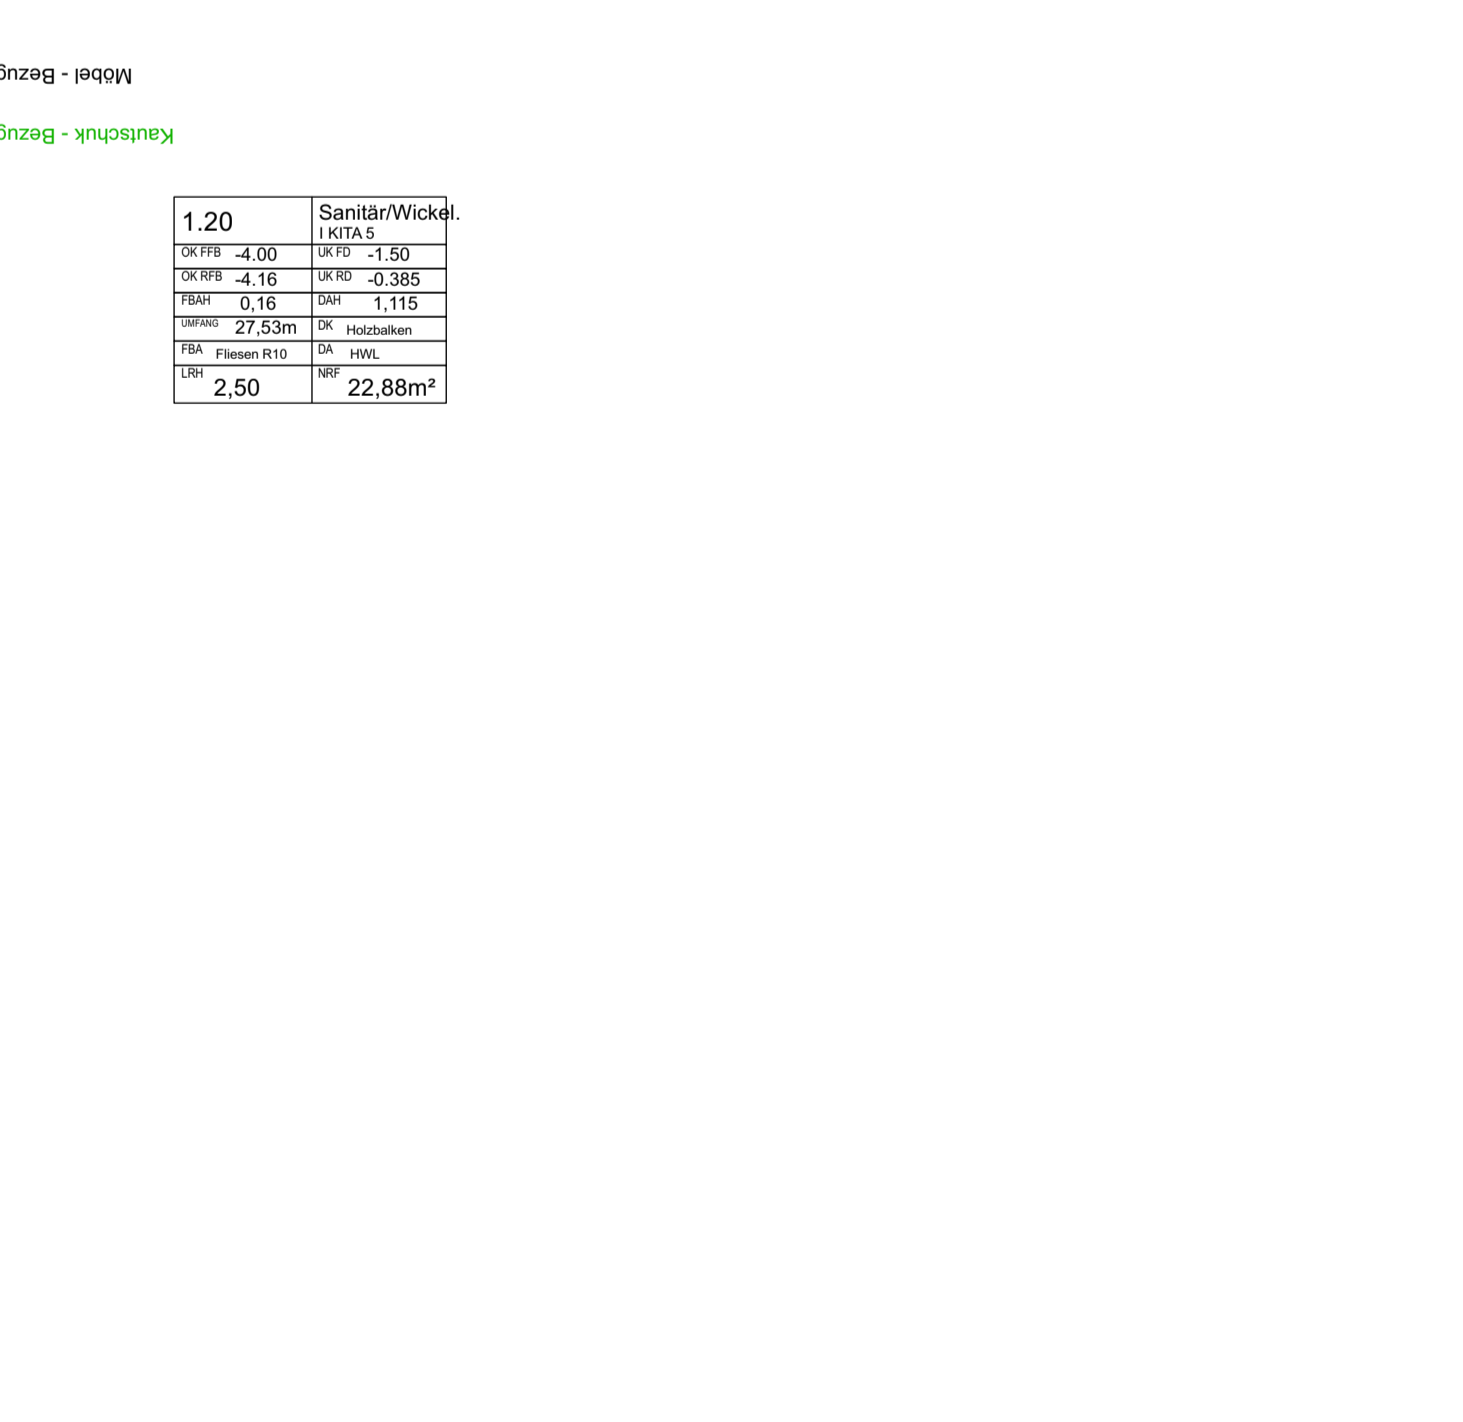 Möbel - Bezug
Kautschuk - Bezug
1.20 Sanitär/Wickel.
I KITA 5
OK FFB -4.00 UK FD -1.50
OK RFB -4.16 UK RD -0.385
FBAH 0,16 DAH 1,115
UMFANG 27,53m DK Holzbalken
FBA Fliesen R10 DA HWL
LRH 2,50 NRF 22,88m²